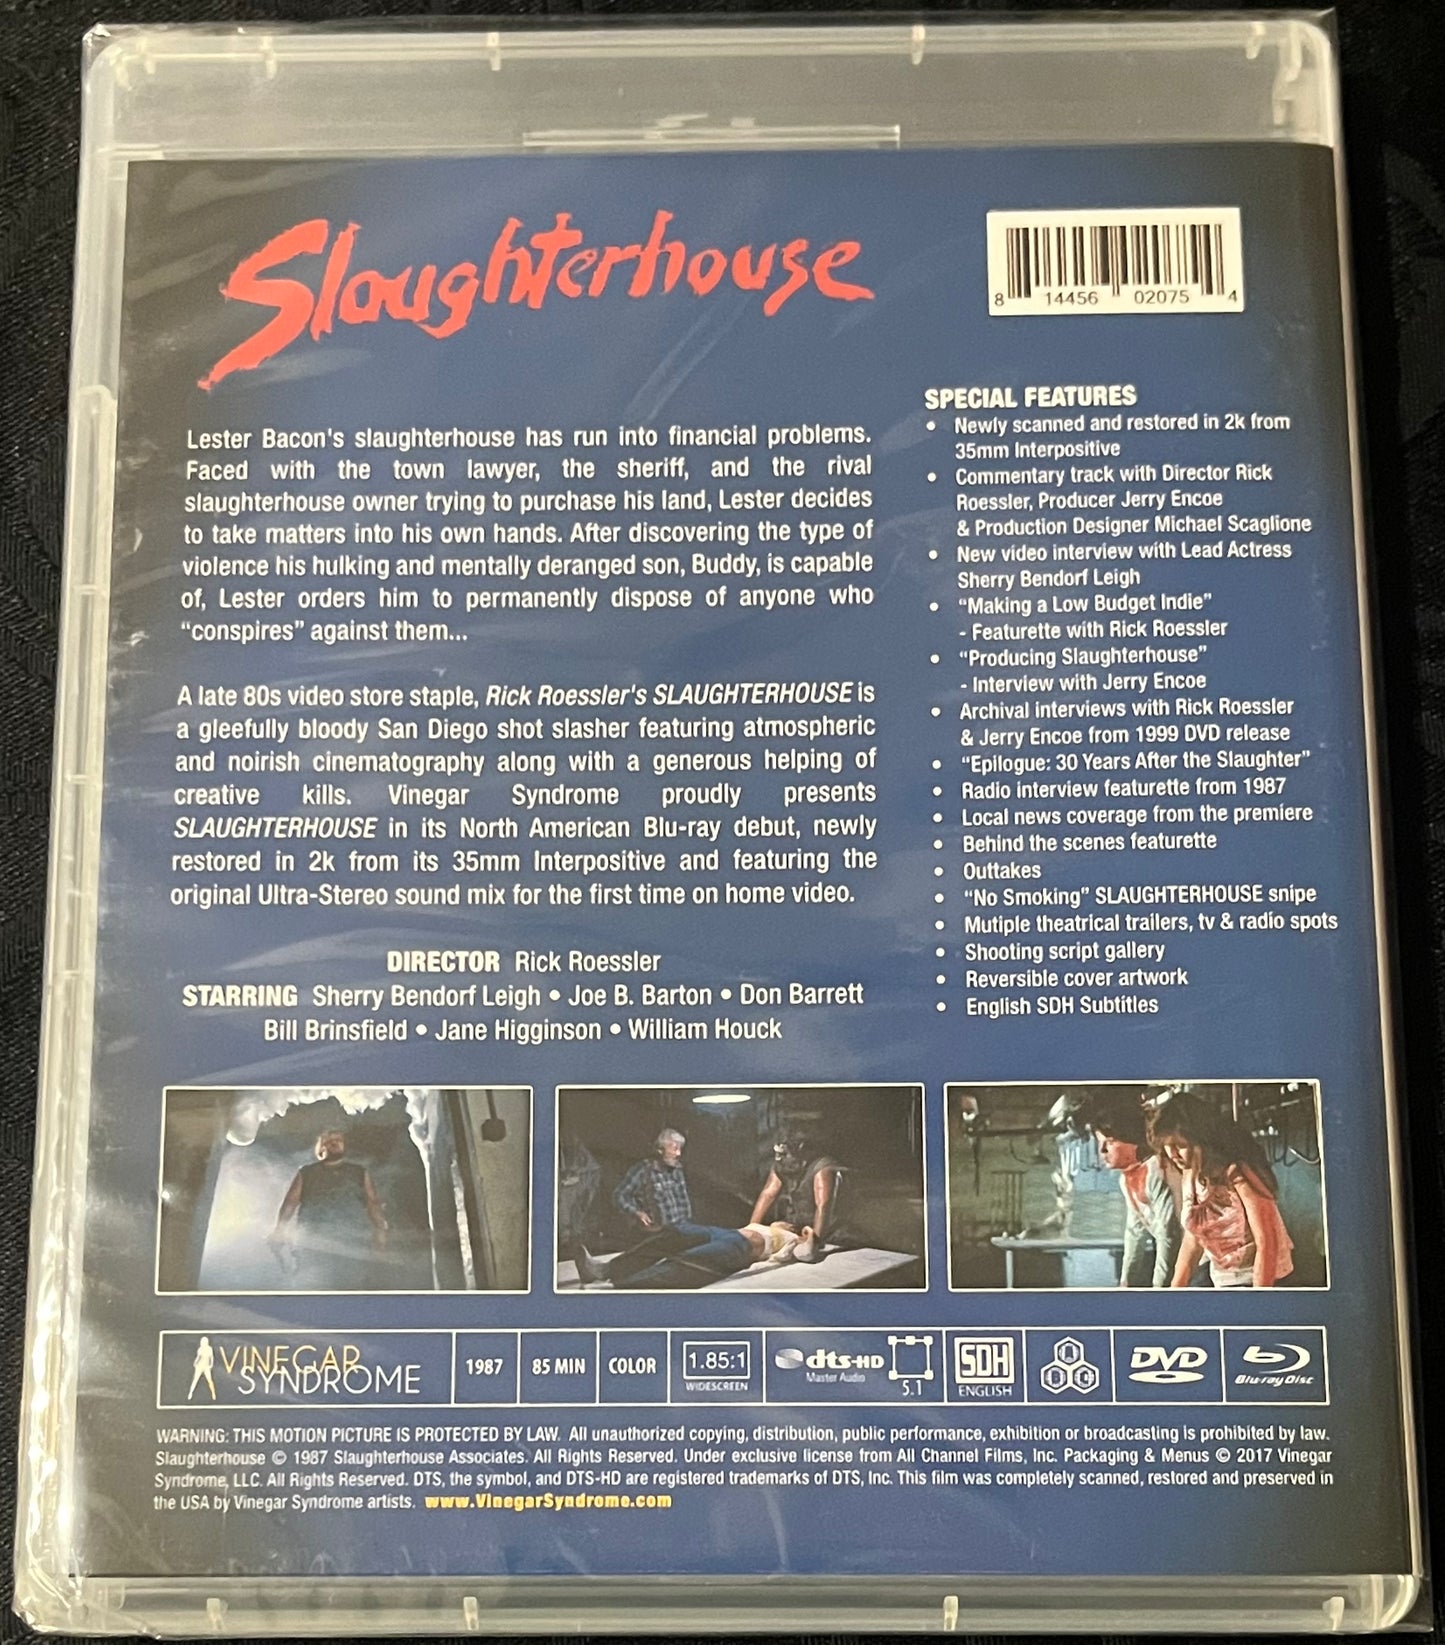 Slaughterhouse
8 14456 02075 4
Lester Bacon's slaughterhouse has run into financial problems.
Faced with the town lawyer, the sheriff, and the rival
slaughterhouse owner trying to purchase his land, Lester decides
to take matters into his own hands. After discovering the type of
violence his hulking and mentally deranged son, Buddy, is capable
of, Lester orders him to permanently dispose of anyone who
“conspires” against them...
A late 80s video store staple, Rick Roessler's SLAUGHTERHOUSE is
a gleefully bloody San Diego shot slasher featuring atmospheric
and noirish cinematography along with a generous helping of
creative kills. Vinegar Syndrome proudly presents
SLAUGHTERHOUSE in its North American Blu-ray debut, newly
restored in 2k from its 35mm Interpositive and featuring the
original Ultra-Stereo sound mix for the first time on home video.
DIRECTOR Rick Roessler
STARRING Sherry Bendorf Leigh • Joe B. Barton • Don Barrett
Bill Brinsfield • Jane Higginson • William Houck
SPECIAL FEATURES
• Newly scanned and restored in 2k from
35mm Interpositive
• Commentary track with Director Rick
Roessler, Producer Jerry Encoe
& Production Designer Michael Scaglione
• New video interview with Lead Actress
Sherry Bendorf Leigh
• “Making a Low Budget Indie”
- Featurette with Rick Roessler
• “Producing Slaughterhouse”
- Interview with Jerry Encoe
• Archival interviews with Rick Roessler
& Jerry Encoe from 1999 DVD release
• “Epilogue: 30 Years After the Slaughter”
• Radio interview featurette from 1987
• Local news coverage from the premiere
• Behind the scenes featurette
• Outtakes
• “No Smoking” SLAUGHTERHOUSE snipe
• Mutiple theatrical trailers, tv & radio spots
• Shooting script gallery
• Reversible cover artwork
• English SDH Subtitles
VINEGAR
SYNDROME
1987
85 MIN
COLOR
1.85:1
WIDESCREEN
dts-HD
Master Audio
5.1
SDH
ENGLISH
DVD
Blu-ray Disc
WARNING: THIS MOTION PICTURE IS PROTECTED BY LAW. All unauthorized copying, distribution, public performance, exhibition or broadcasting is prohibited by law.
Slaughterhouse © 1987 Slaughterhouse Associates. All Rights Reserved. Under exclusive license from All Channel Films, Inc. Packaging & Menus © 2017 Vinegar
Syndrome, LLC. All Rights Reserved. DTS, the symbol, and DTS-HD are registered trademarks of DTS, Inc. This film was completely scanned, restored and preserved in
the USA by Vinegar Syndrome artists. www.VinegarSyndrome.com